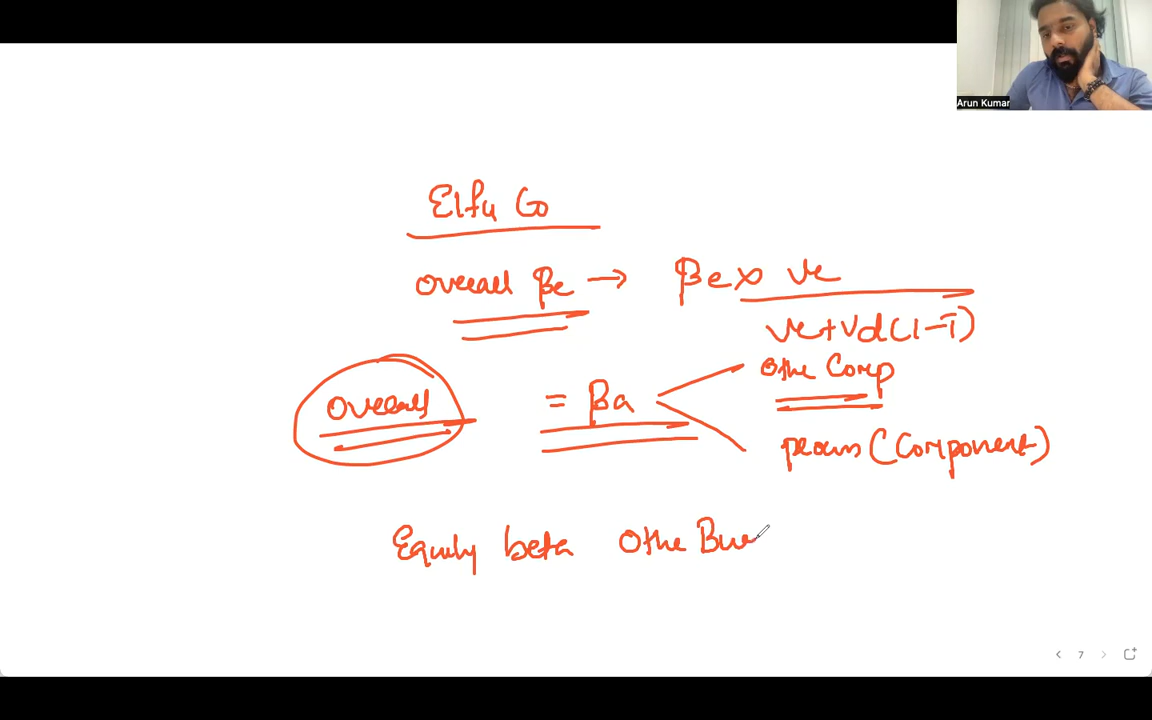 Arun Kumar
Elfu Co
overall βe → βe × ve
ve+vd(1-T)
overall = βa
Othe Comp
(Component)
Equity beta Othe Bus
7